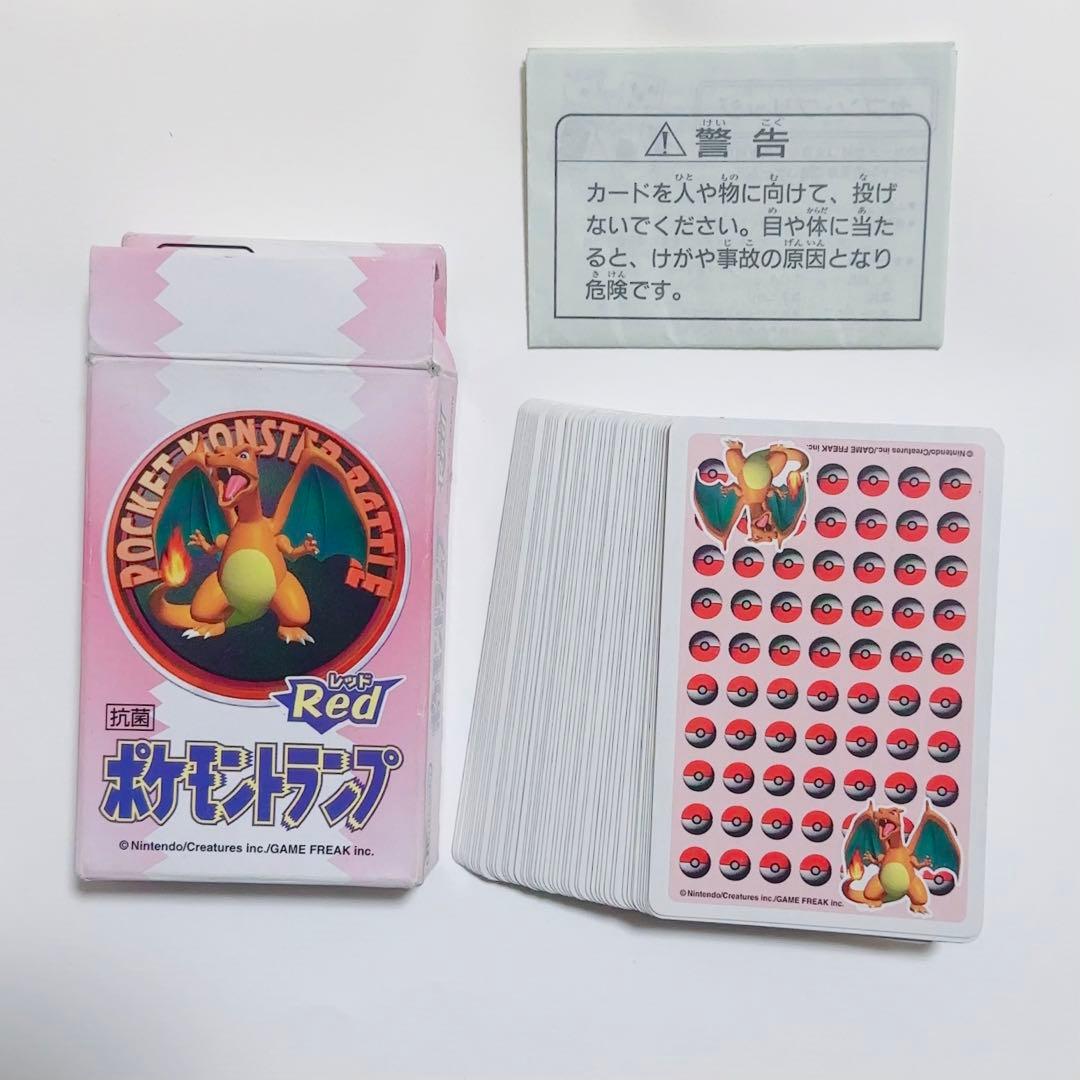 警告
カードを人や物に向けて、投げ
ないでください。目や体に当た
ると、けがや事故の原因となり
危険です。
POCKET MONSTER BATTLE
レッド
Red
抗菌
ポケモントランプ
©Nintendo/Creatures inc./GAME FREAK inc.
©Nintendo/Creatures inc./GAME FREAK inc.
©Nintendo/Creatures inc./GAME FREAK inc.